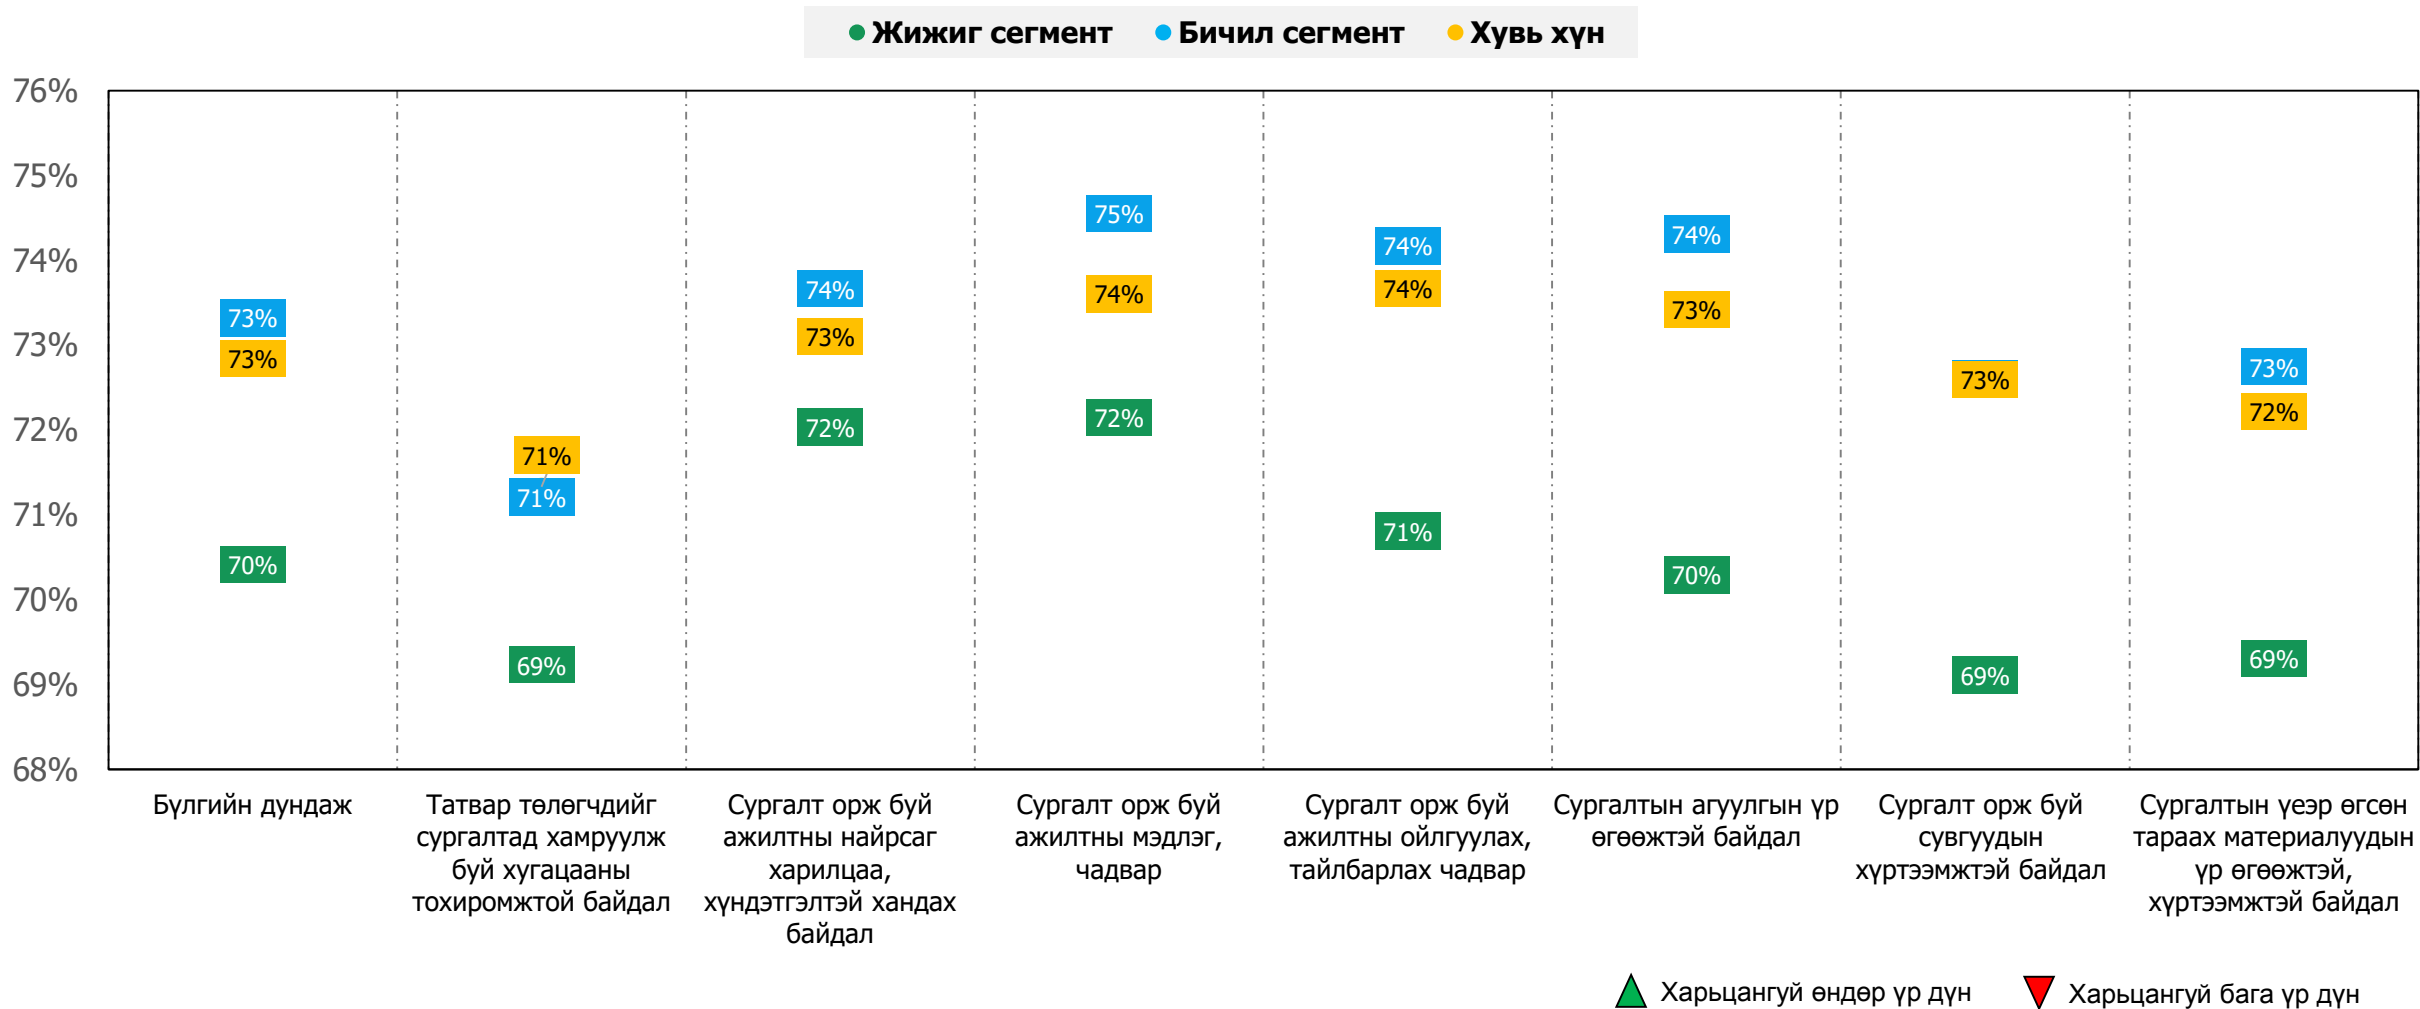 Жижиг сегмент Бичил сегмент Хувь хүн
76%
75%
74%
73%
72%
71%
70%
69%
68%
73%
73%
70%
71%
71%
69%
74%
73%
72%
75%
74%
72%
74%
74%
71%
74%
73%
70%
73%
69%
73%
72%
69%
Бүлгийн дундаж
Татвар төлөгчдийг
сургалтад хамруулж
буй хугацааны
тохиромжтой байдал
Сургалт орж буй
ажилтны найрсаг
харилцаа,
хүндэтгэлтэй хандах
байдал
Сургалт орж буй
ажилтны мэдлэг,
чадвар
Сургалт орж буй
ажилтны ойлгуулах,
тайлбарлах чадвар
Сургалтын агуулгын үр
өгөөжтэй байдал
Сургалт орж буй
сувгуудын
хүртээмжтэй байдал
Сургалтын үеэр өгсөн
тараах материалуудын
үр өгөөжтэй,
хүртээмжтэй байдал
Харьцангуй өндөр үр дүн Харьцангуй бага үр дүн